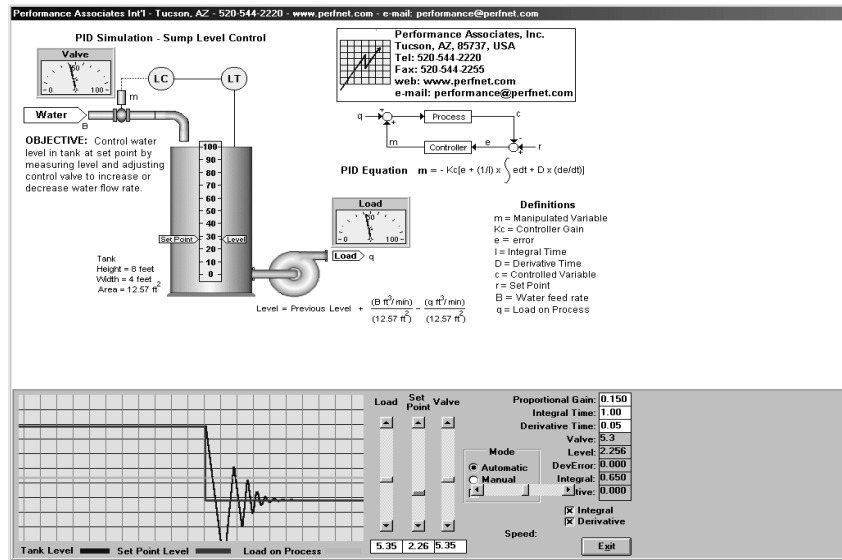 Performance Associates Int'l - Tucson, AZ - 520-544-2220 - www.perfnet.com - e-mail: performance@perfnet.com
PID Simulation - Sump Level Control
Valve
50
0 100
LC
LT
m
Water
B
OBJECTIVE: Control water
level in tank at set point by
measuring level and adjusting
control valve to increase or
decrease water flow rate.
100
90
80
70
60
50
40
30
20
10
0
Set Point
Level
Tank
Height = 8 feet
Width = 4 feet
Area = 12.57 ft²
Load
50
0 100
Load q
Level = Previous Level + (B ft³/min) / (12.57 ft²) - (q ft³/min) / (12.57 ft²)
Performance Associates, Inc.
Tucson, AZ, 85737, USA
Tel: 520-544-2220
Fax: 520-544-2255
web: www.perfnet.com
e-mail: performance@perfnet.com
q + + Process c
m Controller e - + r
PID Equation m = - Kc[e + (1/I) x ∫ edt + D x (de/dt)]
Definitions
m = Manipulated Variable
Kc = Controller Gain
e = error
I = Integral Time
D = Derivative Time
c = Controlled Variable
r = Set Point
B = Water feed rate
q = Load on Process
Tank Level Set Point Level Load on Process
Load Set Point Valve
5.35 2.26 5.35
Mode
Automatic
Manual
Proportional Gain: 0.150
Integral Time: 1.00
Derivative Time: 0.05
Valve: 5.3
Level: 2.256
DevError: 0.000
Integral: 0.650
tive: 0.000
Integral
Derivative
Speed:
Exit